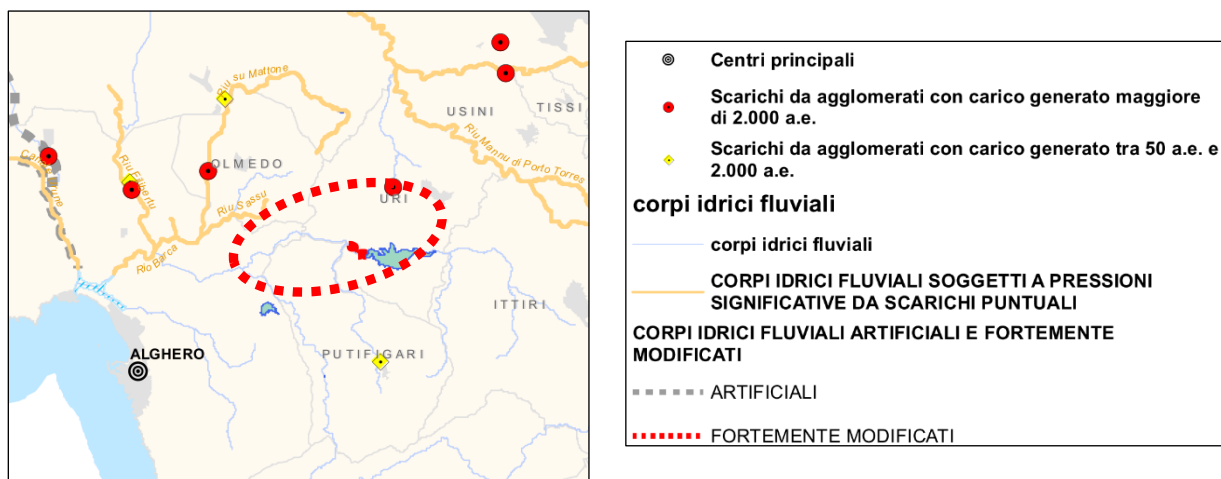 Riu su Mattone
USINI
TISSI
Riu Mannu di Porto Torres
OLMEDO
Riu Filibertu
Riu Sassu
URI
Rio Barca
ITTIRI
PUTIFIGARI
ALGHERO
Centri principali
Scarichi da agglomerati con carico generato maggiore
di 2.000 a.e.
Scarichi da agglomerati con carico generato tra 50 a.e. e
2.000 a.e.
corpi idrici fluviali
corpi idrici fluviali
CORPI IDRICI FLUVIALI SOGGETTI A PRESSIONI
SIGNIFICATIVE DA SCARICHI PUNTUALI
CORPI IDRICI FLUVIALI ARTIFICIALI E FORTEMENTE
MODIFICATI
ARTIFICIALI
FORTEMENTE MODIFICATI